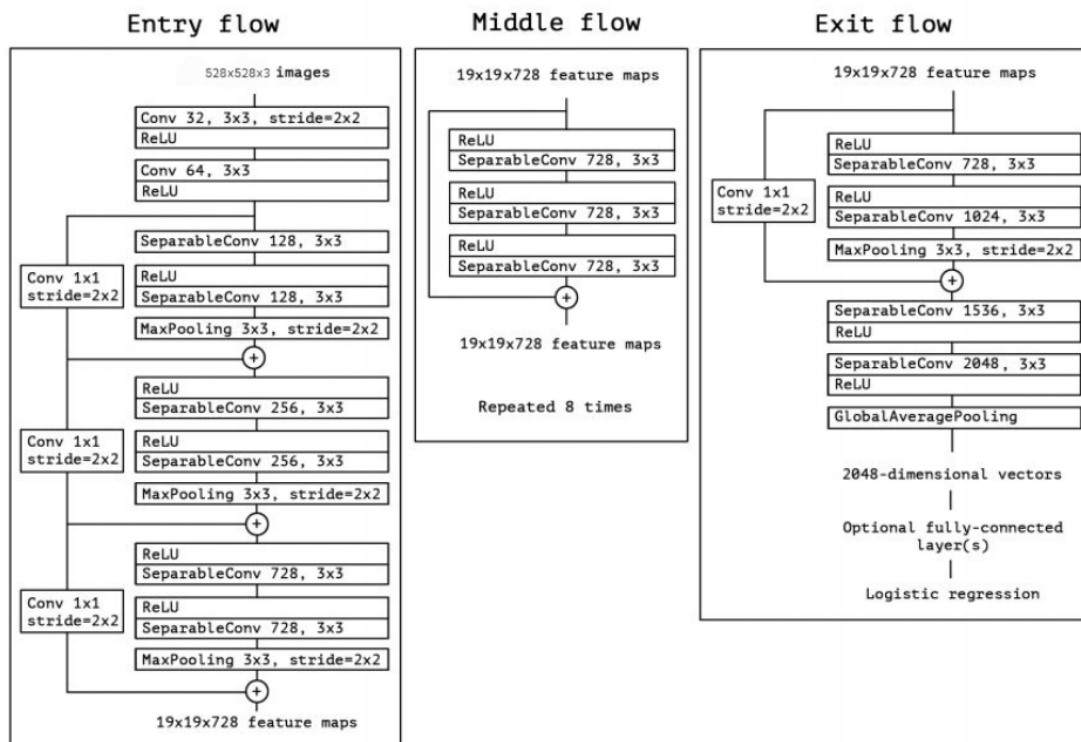 Entry flow
528x528x3 images
Conv 32, 3x3, stride=2x2
ReLU
Conv 64, 3x3
ReLU
SeparableConv 128, 3x3
Conv 1x1
stride=2x2
ReLU
SeparableConv 128, 3x3
MaxPooling 3x3, stride=2x2
+
ReLU
SeparableConv 256, 3x3
Conv 1x1
stride=2x2
ReLU
SeparableConv 256, 3x3
MaxPooling 3x3, stride=2x2
+
ReLU
SeparableConv 728, 3x3
Conv 1x1
stride=2x2
ReLU
SeparableConv 728, 3x3
MaxPooling 3x3, stride=2x2
+
19x19x728 feature maps
Middle flow
19x19x728 feature maps
ReLU
SeparableConv 728, 3x3
ReLU
SeparableConv 728, 3x3
ReLU
SeparableConv 728, 3x3
+
19x19x728 feature maps
Repeated 8 times
Exit flow
19x19x728 feature maps
ReLU
SeparableConv 728, 3x3
Conv 1x1
stride=2x2
ReLU
SeparableConv 1024, 3x3
MaxPooling 3x3, stride=2x2
+
SeparableConv 1536, 3x3
ReLU
SeparableConv 2048, 3x3
ReLU
GlobalAveragePooling
2048-dimensional vectors
Optional fully-connected
layer(s)
Logistic regression